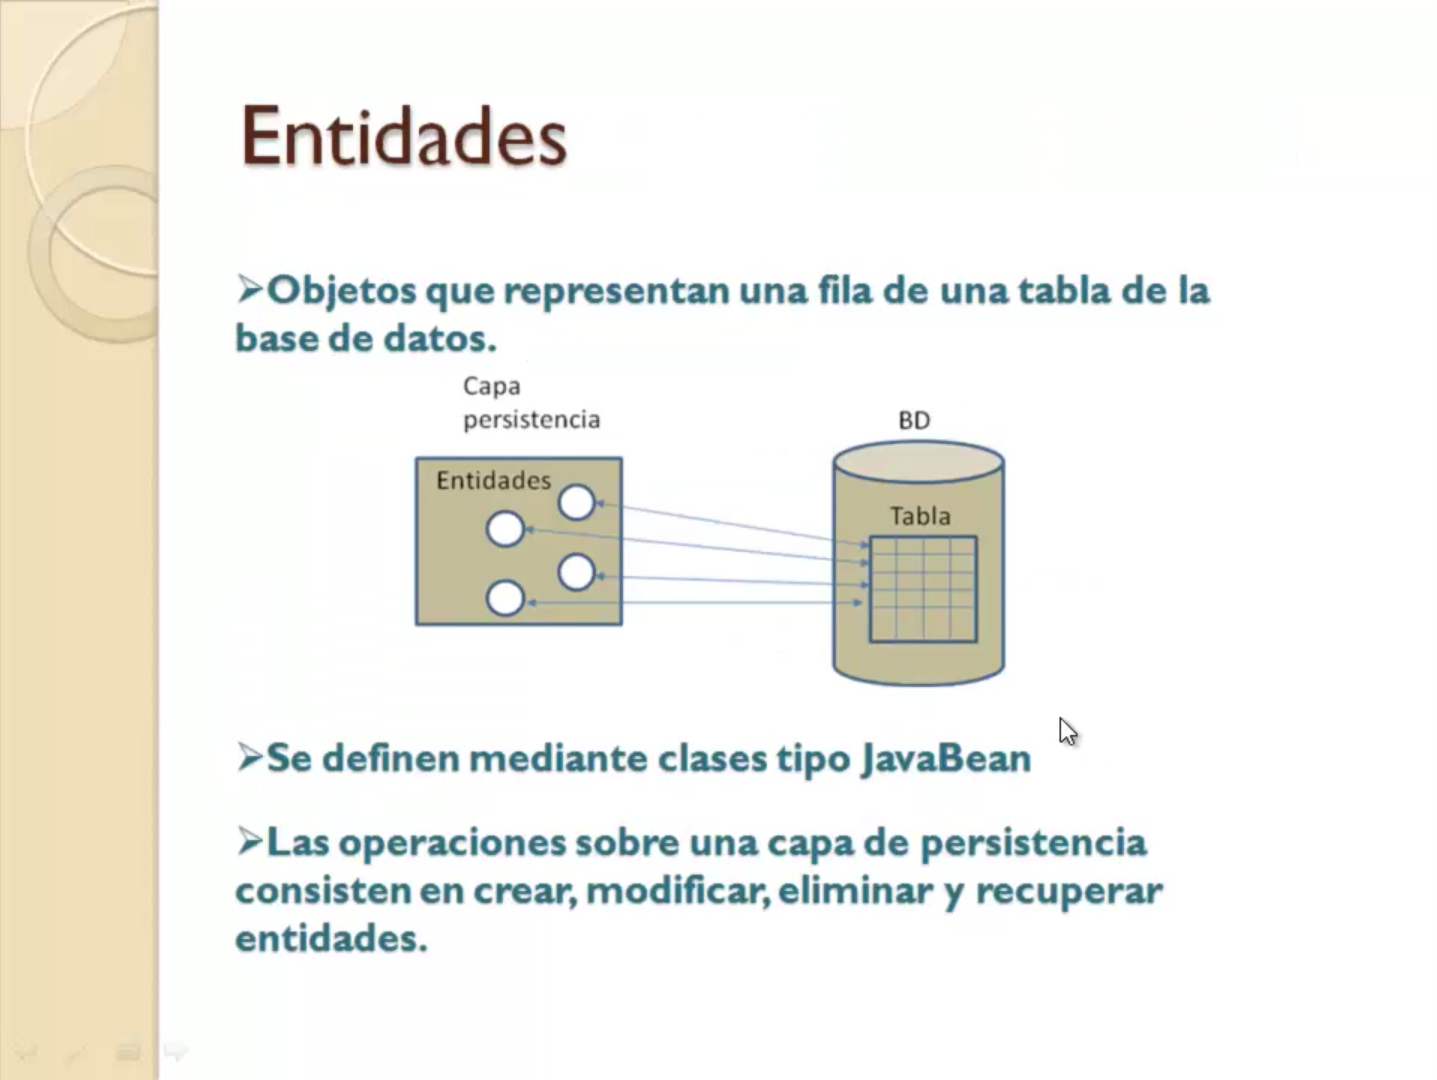 Entidades
➢Objetos que representan una fila de una tabla de la
base de datos.
Capa
persistencia
BD
Entidades
Tabla
➢Se definen mediante clases tipo JavaBean
➢Las operaciones sobre una capa de persistencia
consisten en crear, modificar, eliminar y recuperar
entidades.